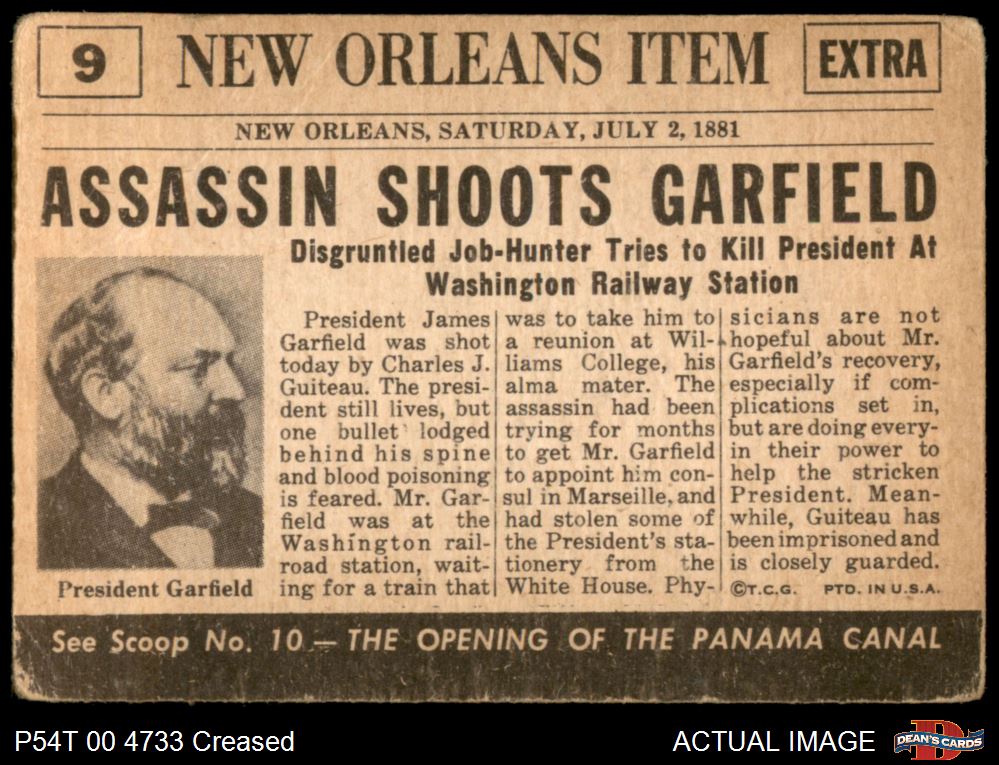 9
NEW ORLEANS ITEM
EXTRA
NEW ORLEANS, SATURDAY, JULY 2, 1881
ASSASSIN SHOOTS GARFIELD
Disgruntled Job-Hunter Tries to Kill President At
Washington Railway Station
President Garfield
President James
Garfield was shot
today by Charles J.
Guiteau. The presi-
dent still lives, but
one bullet lodged
behind his spine
and blood poisoning
is feared. Mr. Gar-
field was at the
Washington rail-
road station, wait-
ing for a train that
was to take him to
a reunion at Wil-
liams College, his
alma mater. The
assassin had been
trying for months
to get Mr. Garfield
to appoint him con-
sul in Marseille, and
had stolen some of
the President's sta-
tionery from the
White House. Phy-
sicians are not
hopeful about Mr.
Garfield's recovery,
especially if com-
plications set in,
but are doing every-
in their power to
help the stricken
President. Mean-
while, Guiteau has
been imprisoned and
is closely guarded.
©T.C.G. PTD. IN U.S.A.
See Scoop No. 10 — THE OPENING OF THE PANAMA CANAL
P54T 00 4733 Creased
ACTUAL IMAGE
D
DEAN'S CARDS